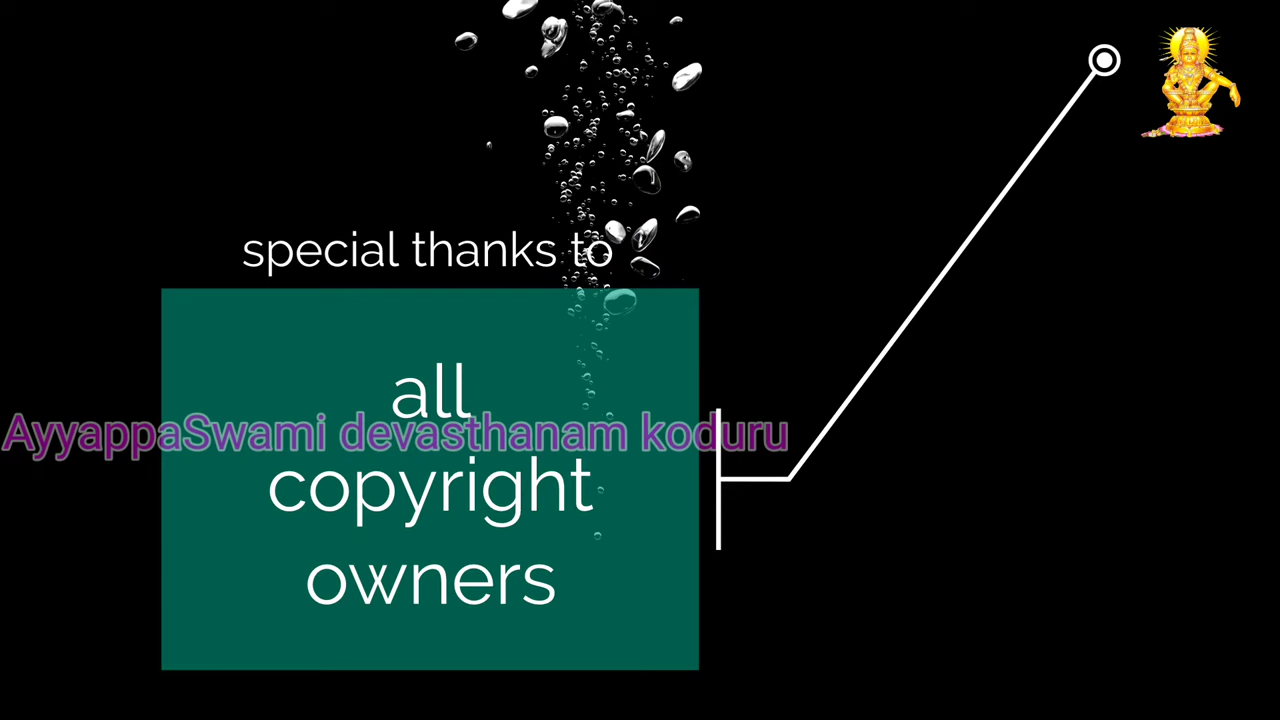 special thanks to
all
AyyappaSwami devasthanam koduru
copyright
owners